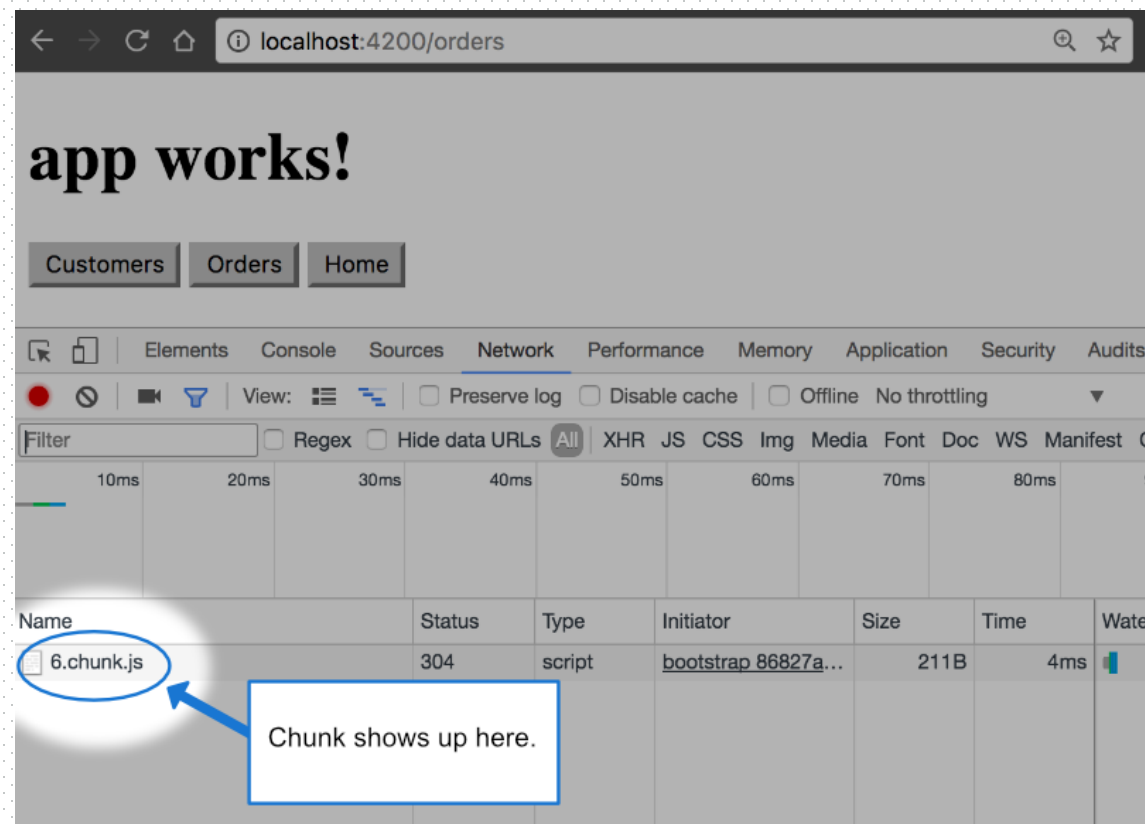 localhost:4200/orders
app works!
Customers Orders Home
Elements Console Sources Network Performance Memory Application Security Audits
View: Preserve log Disable cache Offline No throttling
Filter Regex Hide data URLs All XHR JS CSS Img Media Font Doc WS Manifest
10ms 20ms 30ms 40ms 50ms 60ms 70ms 80ms
Name Status Type Initiator Size Time Wate
6.chunk.js 304 script bootstrap 86827a... 211B 4ms
Chunk shows up here.